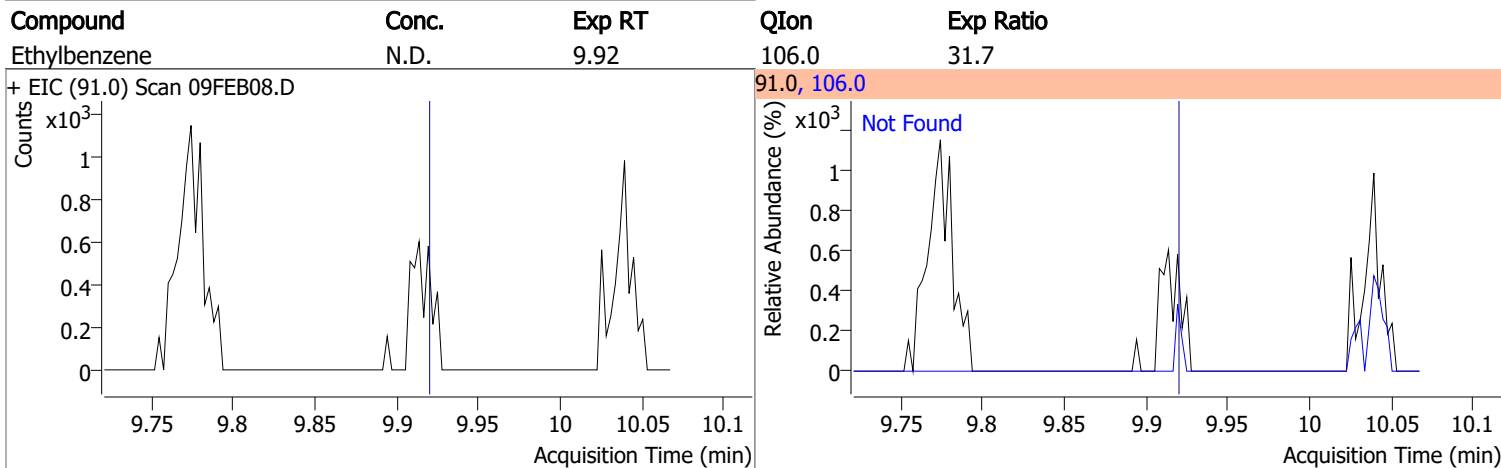 Compound Conc. Exp RT QIon Exp Ratio
Ethylbenzene N.D. 9.92 106.0 31.7
+ EIC (91.0) Scan 09FEB08.D
Counts
x10³
1
0.8
0.6
0.4
0.2
0
9.75 9.8 9.85 9.9 9.95 10 10.05 10.1
Acquisition Time (min)
91.0, 106.0
Relative Abundance (%)
x10³
Not Found
1
0.8
0.6
0.4
0.2
0
9.75 9.8 9.85 9.9 9.95 10 10.05 10.1
Acquisition Time (min)